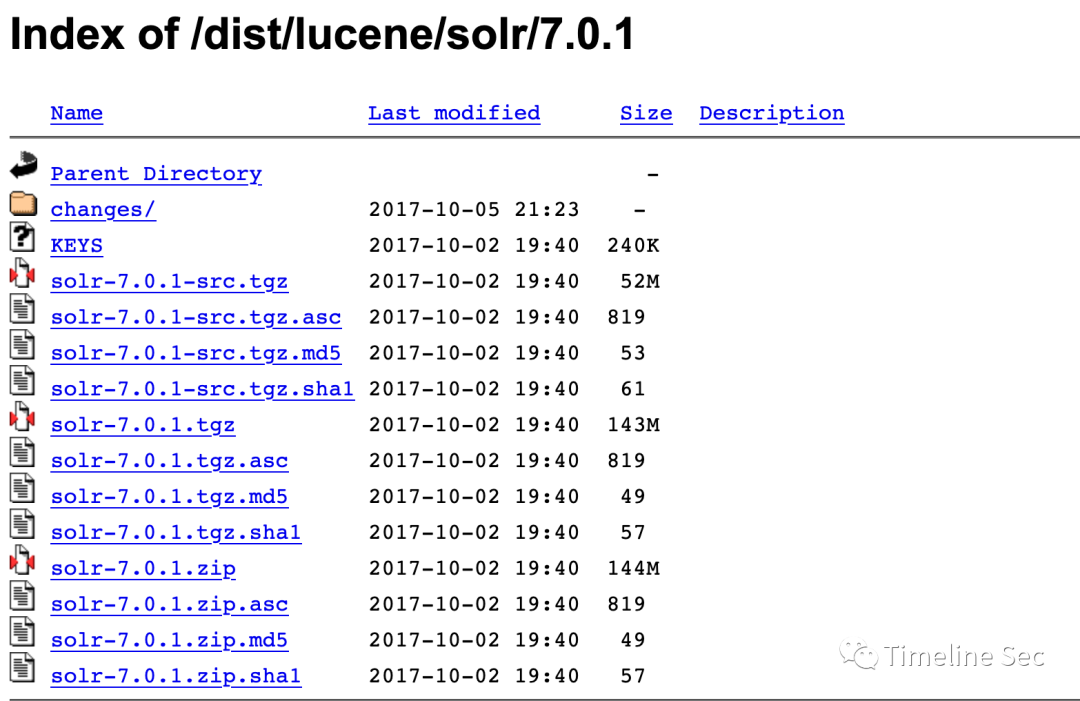 Index of /dist/lucene/solr/7.0.1
Name Last modified Size Description
Parent Directory -
changes/ 2017-10-05 21:23 -
KEYS 2017-10-02 19:40 240K
solr-7.0.1-src.tgz 2017-10-02 19:40 52M
solr-7.0.1-src.tgz.asc 2017-10-02 19:40 819
solr-7.0.1-src.tgz.md5 2017-10-02 19:40 53
solr-7.0.1-src.tgz.sha1 2017-10-02 19:40 61
solr-7.0.1.tgz 2017-10-02 19:40 143M
solr-7.0.1.tgz.asc 2017-10-02 19:40 819
solr-7.0.1.tgz.md5 2017-10-02 19:40 49
solr-7.0.1.tgz.sha1 2017-10-02 19:40 57
solr-7.0.1.zip 2017-10-02 19:40 144M
solr-7.0.1.zip.asc 2017-10-02 19:40 819
solr-7.0.1.zip.md5 2017-10-02 19:40 49
solr-7.0.1.zip.sha1 2017-10-02 19:40 57
Timeline Sec